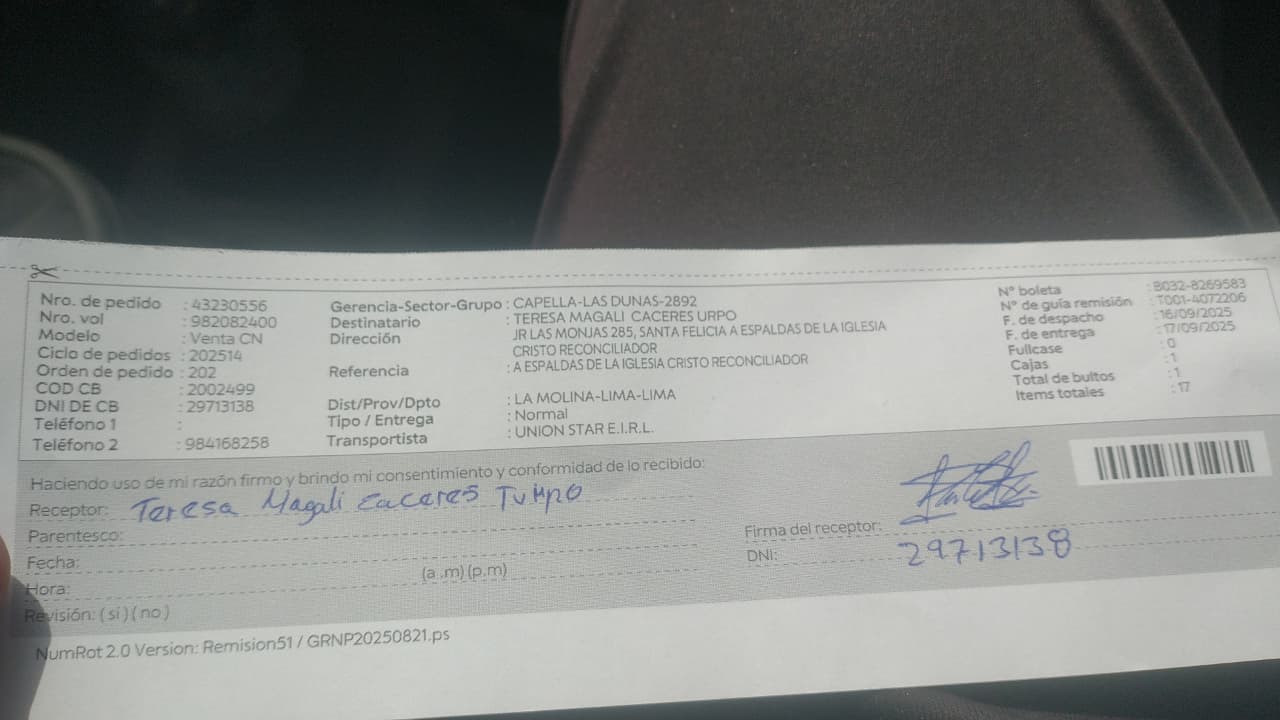 Nro. de pedido : 43230556
Nro. vol : 982082400
Modelo : Venta CN
Ciclo de pedidos : 202514
Orden de pedido : 202
COD CB : 2002499
DNI DE CB : 29713138
Teléfono 1 :
Teléfono 2 : 984168258
Gerencia-Sector-Grupo : CAPELLA-LAS DUNAS-2892
Destinatario : TERESA MAGALI CACERES URPO
Dirección : JR LAS MONJAS 285, SANTA FELICIA A ESPALDAS DE LA IGLESIA
CRISTO RECONCILIADOR
Referencia : A ESPALDAS DE LA IGLESIA CRISTO RECONCILIADOR
Dist/Prov/Dpto : LA MOLINA-LIMA-LIMA
Tipo / Entrega : Normal
Transportista : UNION STAR E.I.R.L.
N° boleta : B032-8269583
N° de guía remisión : T001-4072206
F. de despacho : 16/09/2025
F. de entrega : 17/09/2025
Fullcase : 0
Cajas : 1
Total de bultos : 1
Items totales : 17
Haciendo uso de mi razón firmo y brindo mi consentimiento y conformidad de lo recibido:
Receptor: Teresa Magali Caceres Tumpo
Parentesco:
Fecha:
Hora: (a .m) (p.m)
Revisión: ( si ) ( no )
Firma del receptor:
DNI: 29713138
NumRot 2.0 Version: Remision51 / GRNP20250821.ps